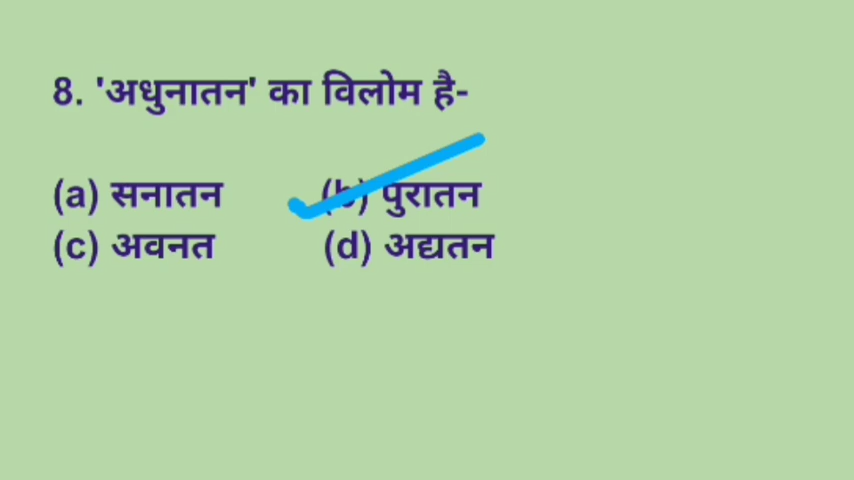 8. 'अधुनातन' का विलोम है-
(a) सनातन (b) पुरातन
(c) अवनत (d) अद्यतन